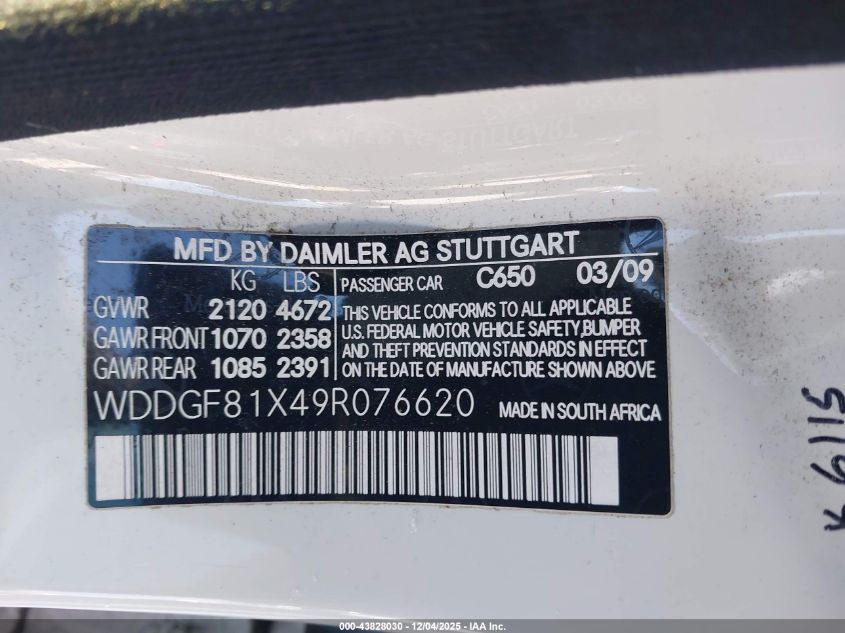 MFD BY DAIMLER AG STUTTGART
KG LBS PASSENGER CAR C650 03/09
GVWR 2120 4672
GAWR FRONT 1070 2358
GAWR REAR 1085 2391
THIS VEHICLE CONFORMS TO ALL APPLICABLE
U.S. FEDERAL MOTOR VEHICLE SAFETY,BUMPER
AND THEFT PREVENTION STANDARDS IN EFFECT
ON THE DATE OF MANUFACTURE SHOWN ABOVE
WDDGF81X49R076620 MADE IN SOUTH AFRICA
K 6/15
000-43828030 - 12/04/2025 - IAA Inc.